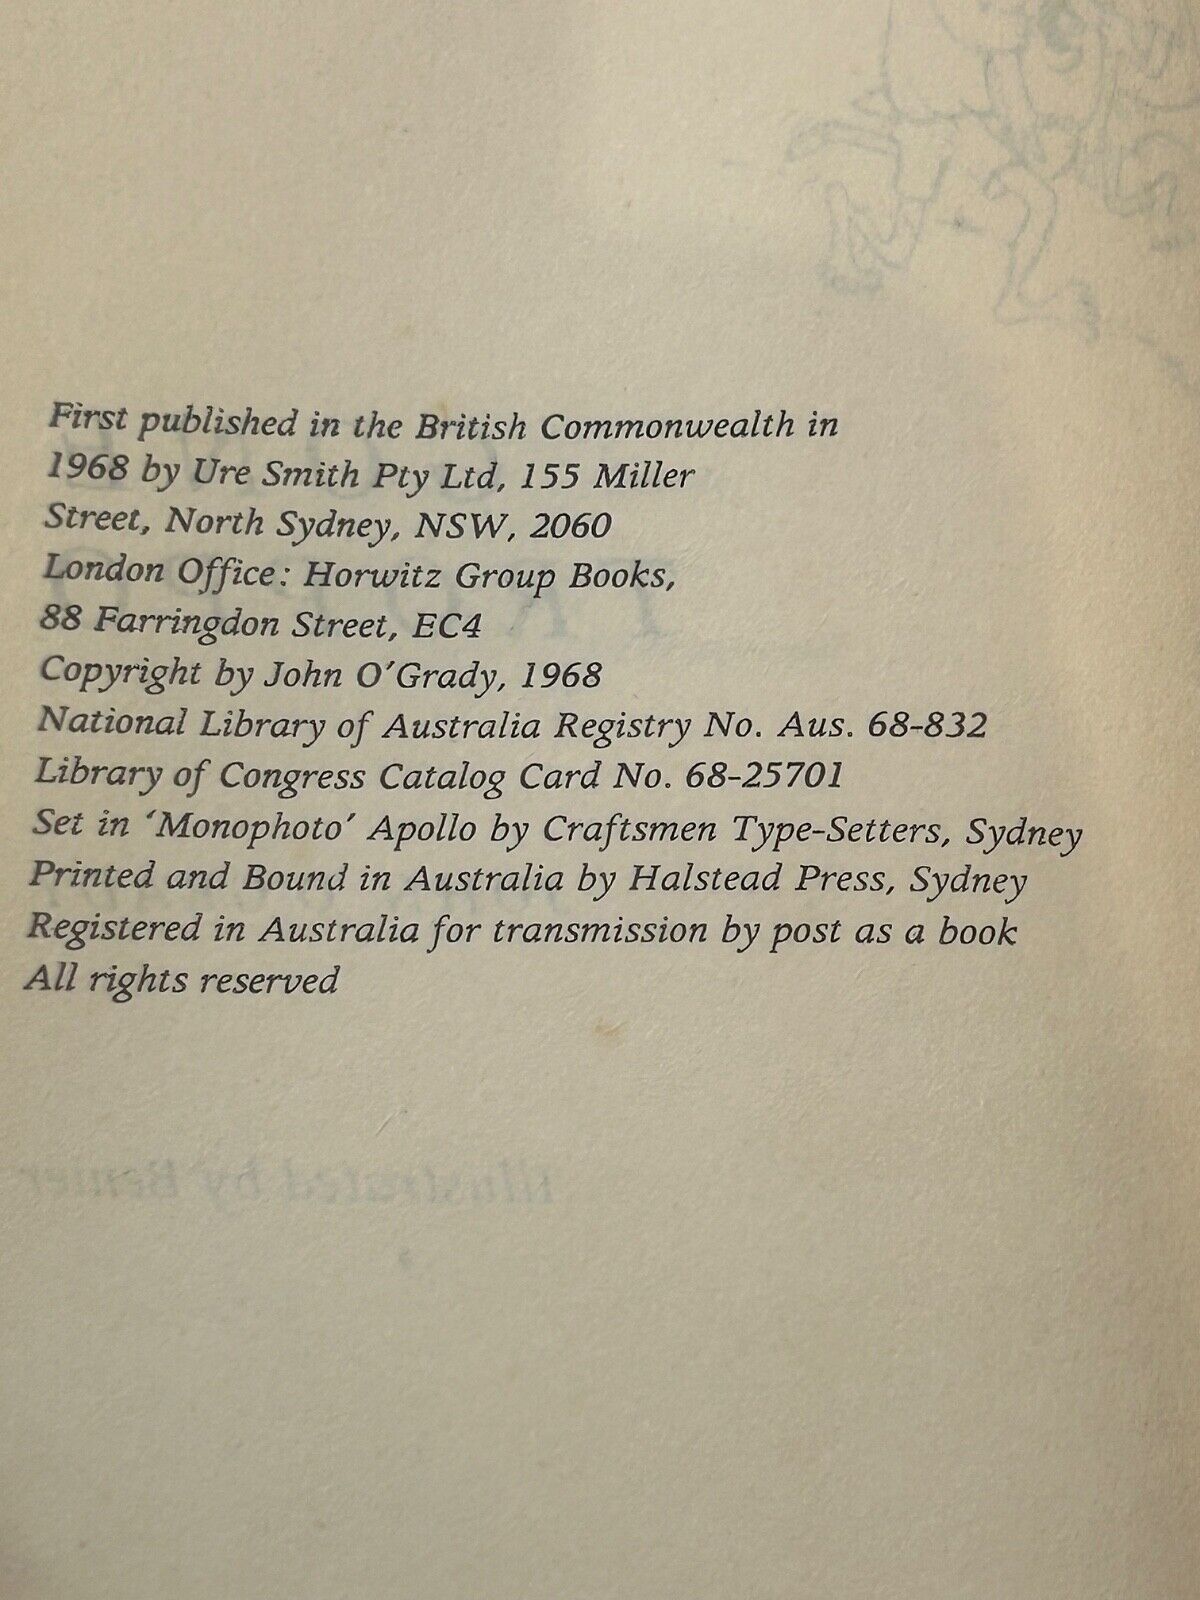 First published in the British Commonwealth in
1968 by Ure Smith Pty Ltd, 155 Miller
Street, North Sydney, NSW, 2060
London Office: Horwitz Group Books,
88 Farringdon Street, EC4
Copyright by John O'Grady, 1968
National Library of Australia Registry No. Aus. 68-832
Library of Congress Catalog Card No. 68-25701
Set in ‘Monophoto’ Apollo by Craftsmen Type-Setters, Sydney
Printed and Bound in Australia by Halstead Press, Sydney
Registered in Australia for transmission by post as a book
All rights reserved
illustrated by